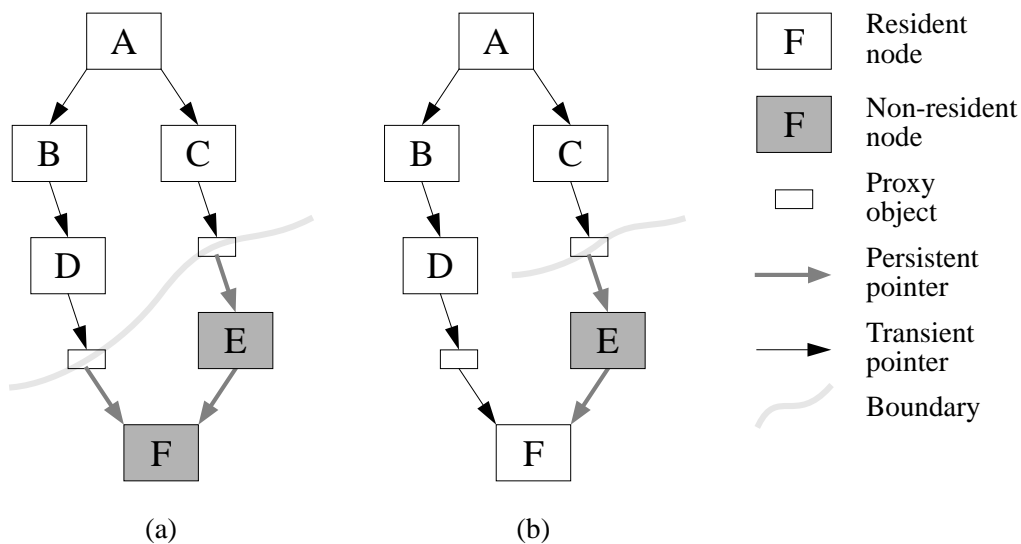 A
B
C
D
E
F
(a)
A
B
C
D
E
F
(b)
F
Resident
node
F
Non-resident
node
Proxy
object
Persistent
pointer
Transient
pointer
Boundary